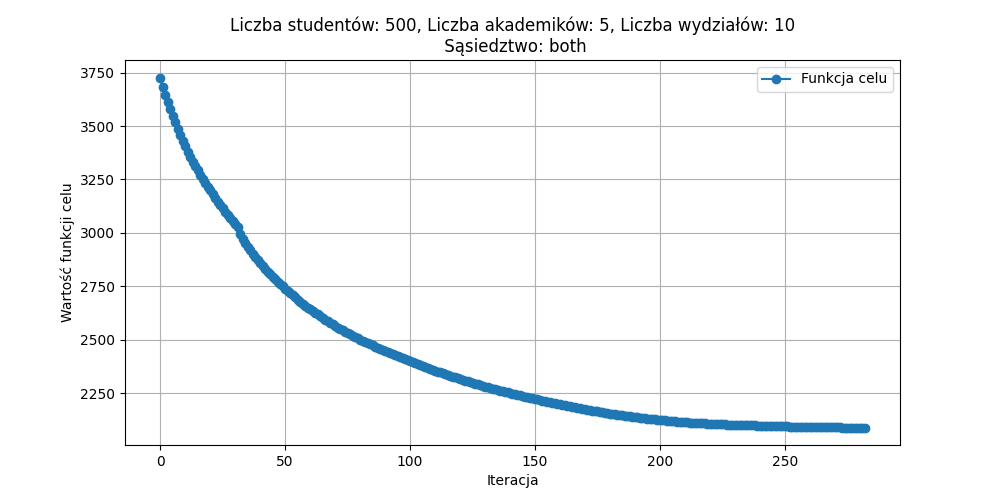 Liczba studentów: 500, Liczba akademików: 5, Liczba wydziałów: 10
Sąsiedztwo: both
Funkcja celu
Wartość funkcji celu
3750
3500
3250
3000
2750
2500
2250
0 50 100 150 200 250
Iteracja